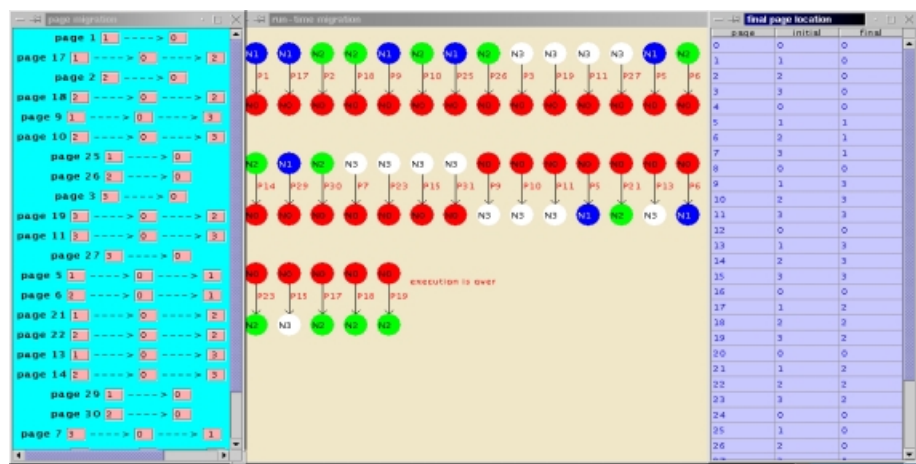 page migration
page 1 1 ----> 0
page 17 1 ----> 0 ----> 2
page 2 2 ----> 0
page 18 2 ----> 0 ----> 2
page 9 1 ----> 0 ----> 3
page 10 2 ----> 0 ----> 3
page 25 1 ----> 0
page 26 2 ----> 0
page 3 3 ----> 0
page 19 3 ----> 0 ----> 2
page 11 3 ----> 0 ----> 3
page 27 3 ----> 0
page 5 1 ----> 0 ----> 1
page 6 2 ----> 0 ----> 1
page 21 1 ----> 0 ----> 2
page 22 2 ----> 0 ----> 2
page 13 1 ----> 0 ----> 3
page 14 2 ----> 0 ----> 3
page 29 1 ----> 0
page 30 2 ----> 0
page 7 3 ----> 0 ----> 1
run-time migration
N1 N1 N2 N2 N1 N2 N1 N2 N3 N3 N3 N3 N1 N2
P1 P17 P2 P18 P9 P10 P25 P26 P3 P19 P11 P27 P5 P6
N0 N0 N0 N0 N0 N0 N0 N0 N0 N0 N0 N0 N0 N0
N2 N1 N2 N3 N3 N3 N3 N0 N0 N0 N0 N0 N0 N0
P14 P29 P30 P7 P23 P15 P31 P9 P10 P11 P5 P21 P13 P6
N0 N0 N0 N0 N0 N0 N0 N3 N3 N3 N1 N2 N3 N1
N0 N0 N0 N0 N0
execution is over
P23 P15 P17 P18 P19
N2 N3 N2 N2 N2
final page location
page initial final
0 0 0
1 1 0
2 2 0
3 3 0
4 0 0
5 1 1
6 2 1
7 3 1
8 0 0
9 1 3
10 2 3
11 3 3
12 0 0
13 1 3
14 2 3
15 3 3
16 0 0
17 1 2
18 2 2
19 3 2
20 0 0
21 1 2
22 2 2
23 3 2
24 0 0
25 1 0
26 2 0